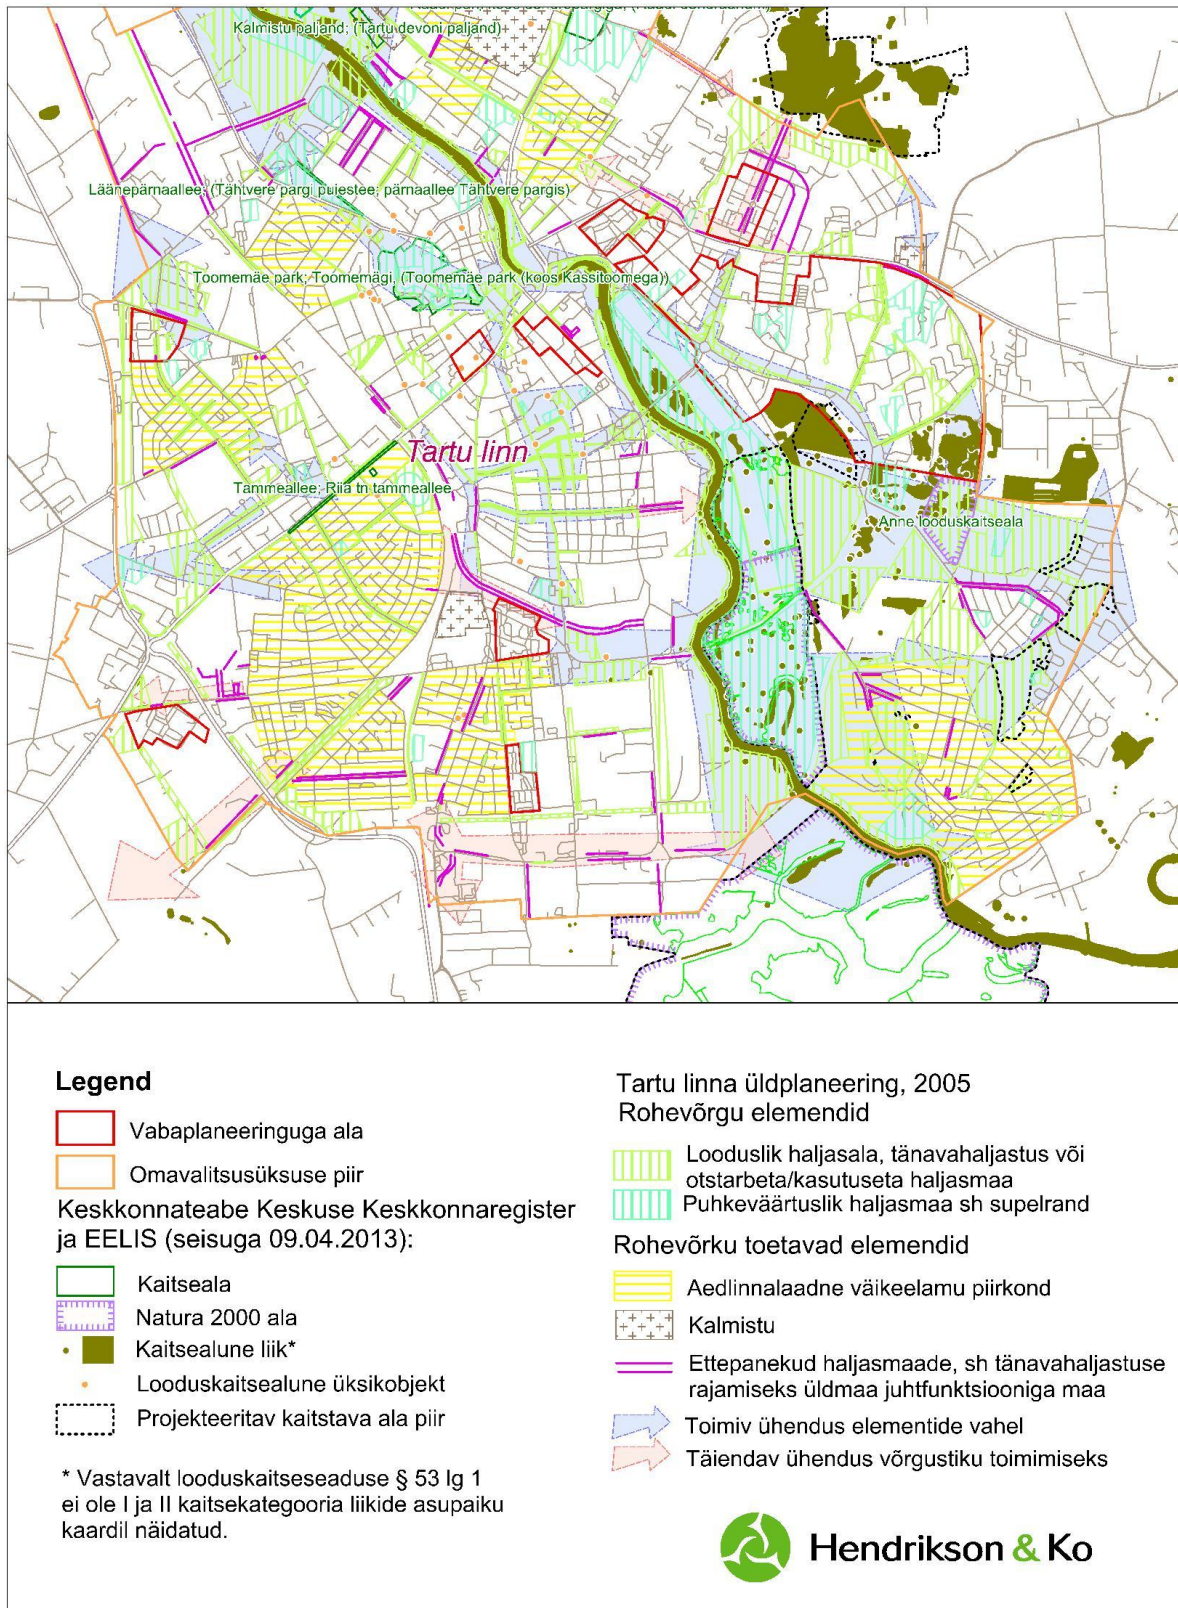 Kalmistu paljand; (Tartu devoni paljand)
Läänepärnaallee; (Tähtvere pargi puiestee; pärnaallee Tähtvere pargis)
Toomemäe park; Toomemägi, (Toomemäe park (koos Kassitoomega))
Tartu linn
Tammeallee; Riia tn tammeallee
Anne looduskaitseala
Legend
Vabaplaneeringuga ala
Omavalitsusüksuse piir
Keskkonnateabe Keskuse Keskkonnaregister
ja EELIS (seisuga 09.04.2013):
Kaitseala
Natura 2000 ala
Kaitsealune liik*
Looduskaitsealune üksikobjekt
Projekteeritav kaitstava ala piir
* Vastavalt looduskaitseseaduse § 53 lg 1
ei ole I ja II kaitsekategooria liikide asupaiku
kaardil näidatud.
Tartu linna üldplaneering, 2005
Rohevõrgu elemendid
Looduslik haljasala, tänavahaljastus või
otstarbeta/kasutuseta haljasmaa
Puhkeväärtuslik haljasmaa sh supelrand
Rohevõrku toetavad elemendid
Aedlinnalaadne väikeelamu piirkond
Kalmistu
Ettepanekud haljasmaade, sh tänavahaljastuse
rajamiseks üldmaa juhtfunktsiooniga maa
Toimiv ühendus elementide vahel
Täiendav ühendus võrgustiku toimimiseks
Hendrikson & Ko